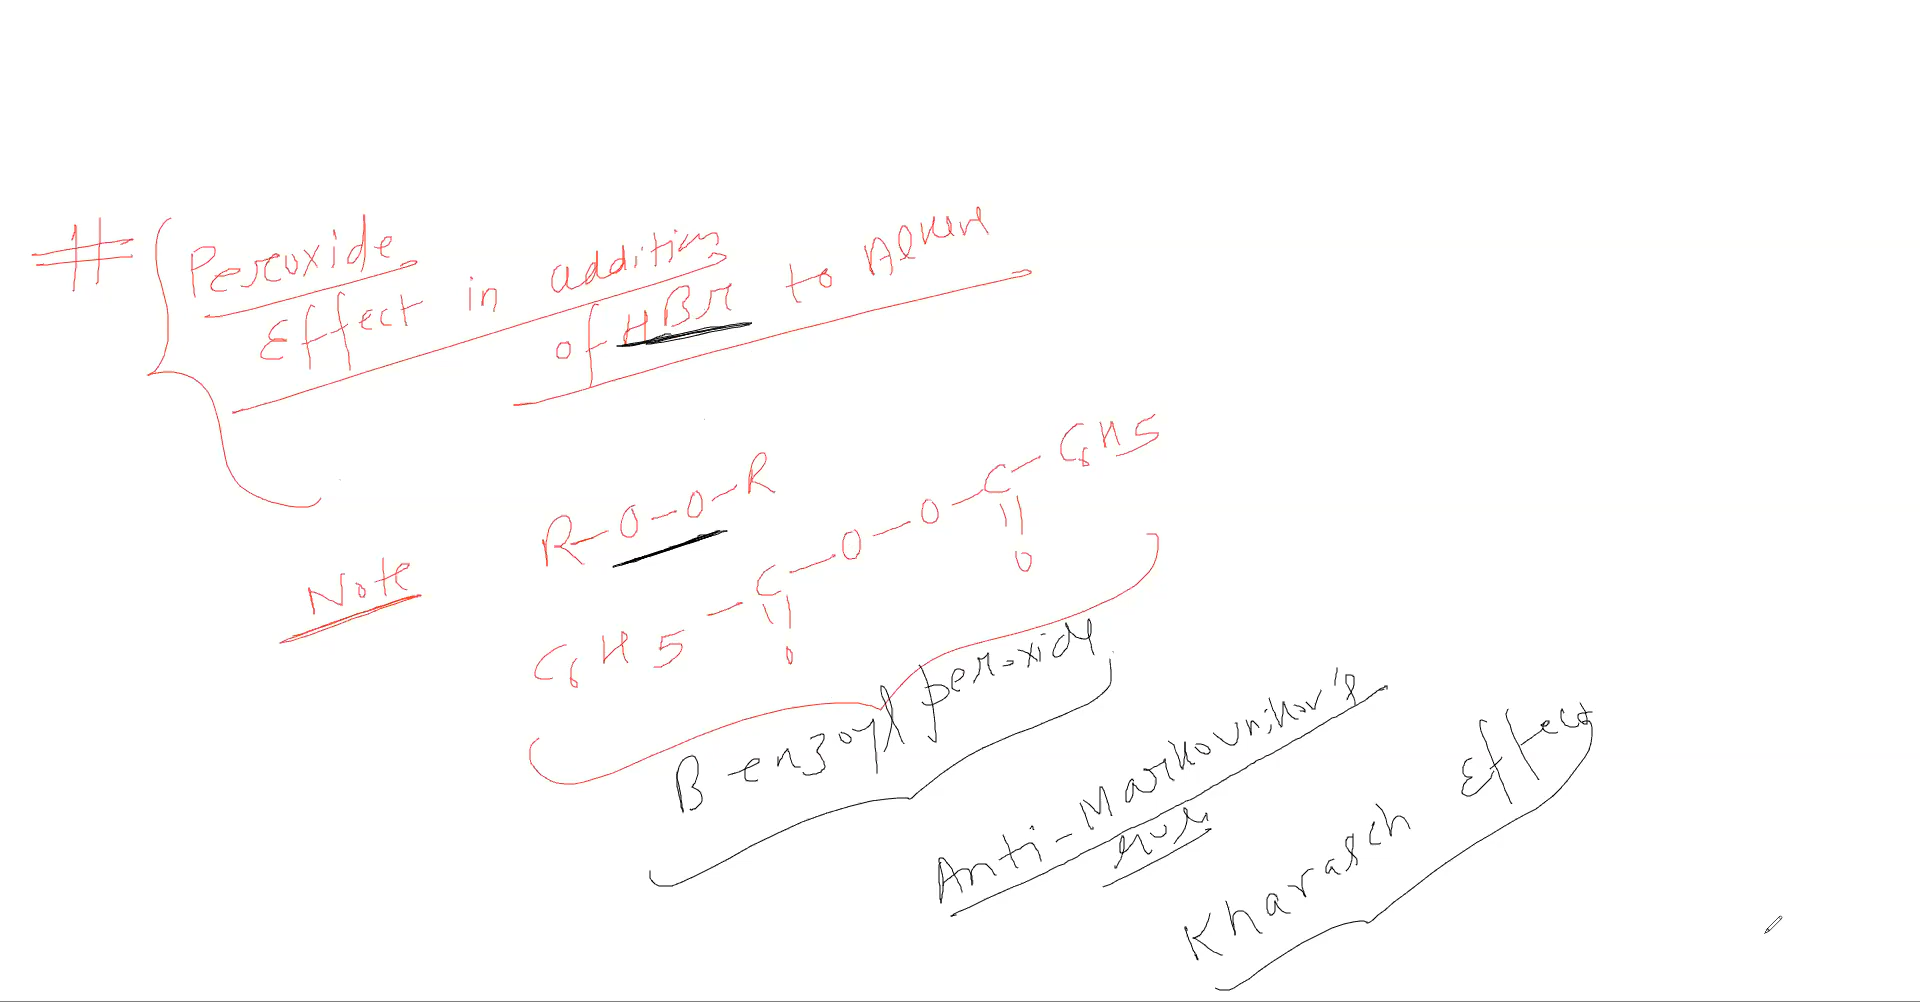 # Peroxide
Effect in addition
of HBr to Alkene
R-O-O-R
C6H5-C-O-O-C-C6H5
O O
Note
Benzoyl peroxide
Anti-Markovnikov's
rule
Kharasch Effect